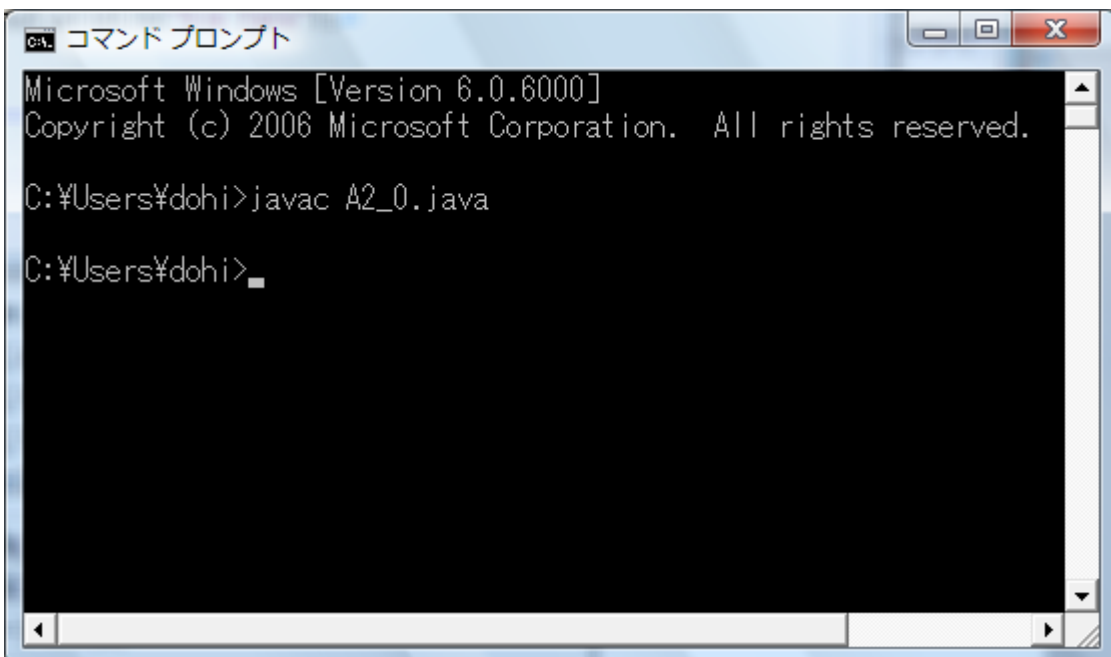 コマンド プロンプト
Microsoft Windows [Version 6.0.6000]
Copyright (c) 2006 Microsoft Corporation.  All rights reserved.
C:¥Users¥dohi>javac A2_0.java
C:¥Users¥dohi>